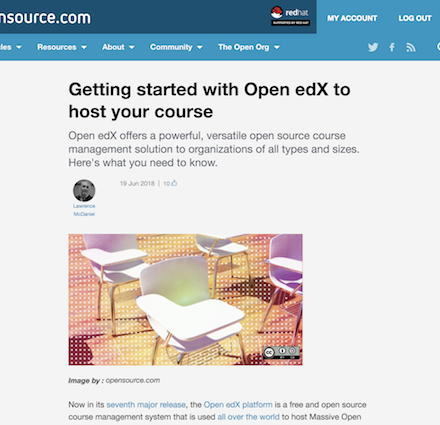 nsource.com
redhat
SUPPORTED BY RED HAT
MY ACCOUNT
LOG OUT
les
Resources
About
Community
The Open Org
Getting started with Open edX to
host your course
Open edX offers a powerful, versatile open source course
management solution to organizations of all types and sizes.
Here's what you need to know.
19 Jun 2018 | 10
Lawrence
McDaniel
cc
Image by : opensource.com
Now in its seventh major release, the Open edX platform is a free and open source
course management system that is used all over the world to host Massive Open